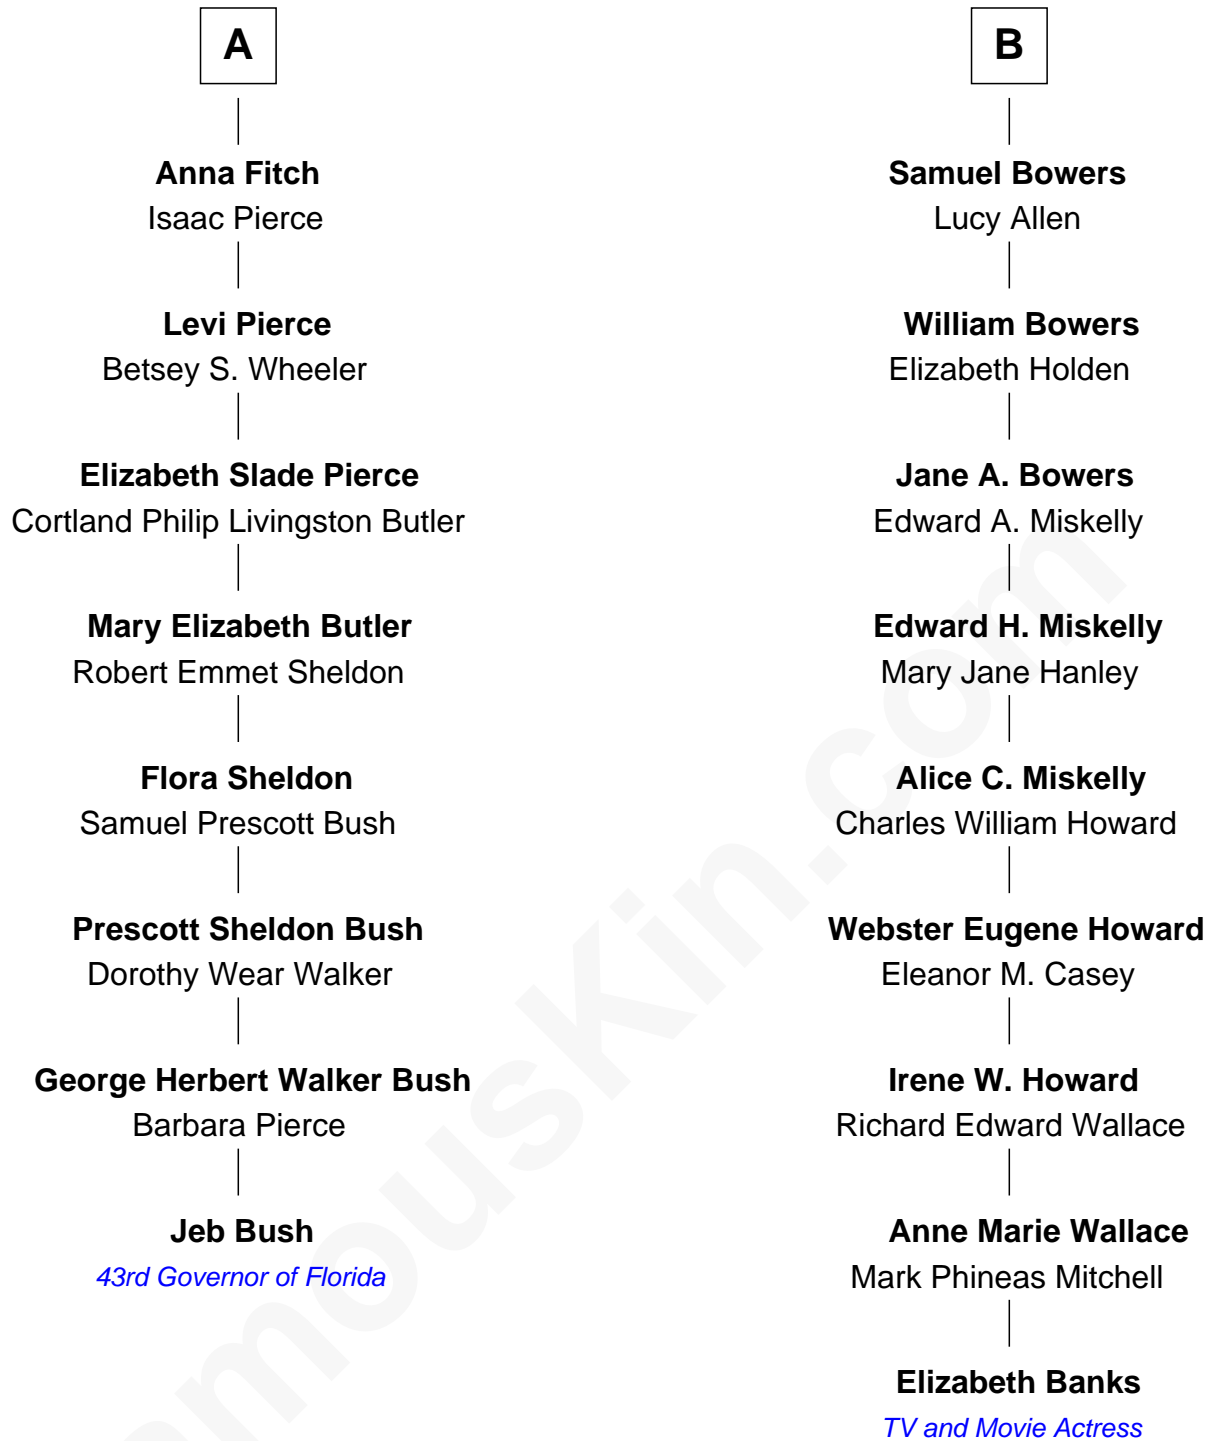 A
Anna Fitch
Isaac Pierce
Levi Pierce
Betsey S. Wheeler
Elizabeth Slade Pierce
Cortland Philip Livingston Butler
Mary Elizabeth Butler
Robert Emmet Sheldon
Flora Sheldon
Samuel Prescott Bush
Prescott Sheldon Bush
Dorothy Wear Walker
George Herbert Walker Bush
Barbara Pierce
Jeb Bush
43rd Governor of Florida
B
Samuel Bowers
Lucy Allen
William Bowers
Elizabeth Holden
Jane A. Bowers
Edward A. Miskelly
Edward H. Miskelly
Mary Jane Hanley
Alice C. Miskelly
Charles William Howard
Webster Eugene Howard
Eleanor M. Casey
Irene W. Howard
Richard Edward Wallace
Anne Marie Wallace
Mark Phineas Mitchell
Elizabeth Banks
TV and Movie Actress
amouskin.com